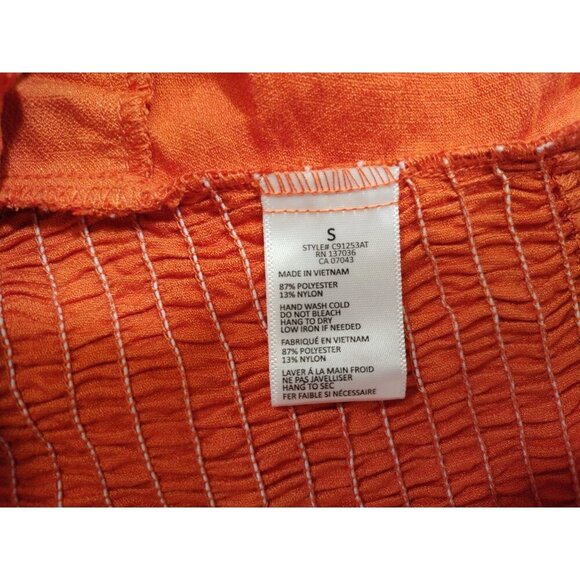 S
STYLE# C91253AT
RN 137036
CA 07043
MADE IN VIETNAM
87% POLYESTER
13% NYLON
HAND WASH COLD
DO NOT BLEACH
HANG TO DRY
LOW IRON IF NEEDED
FABRIQUÉ EN VIETNAM
87% POLYESTER
13% NYLON
LAVER Á LA MAIN FROID
NE PAS JAVELLISER
HANG TO SEC
FER FAIBLE SI NÉCESSAIRE